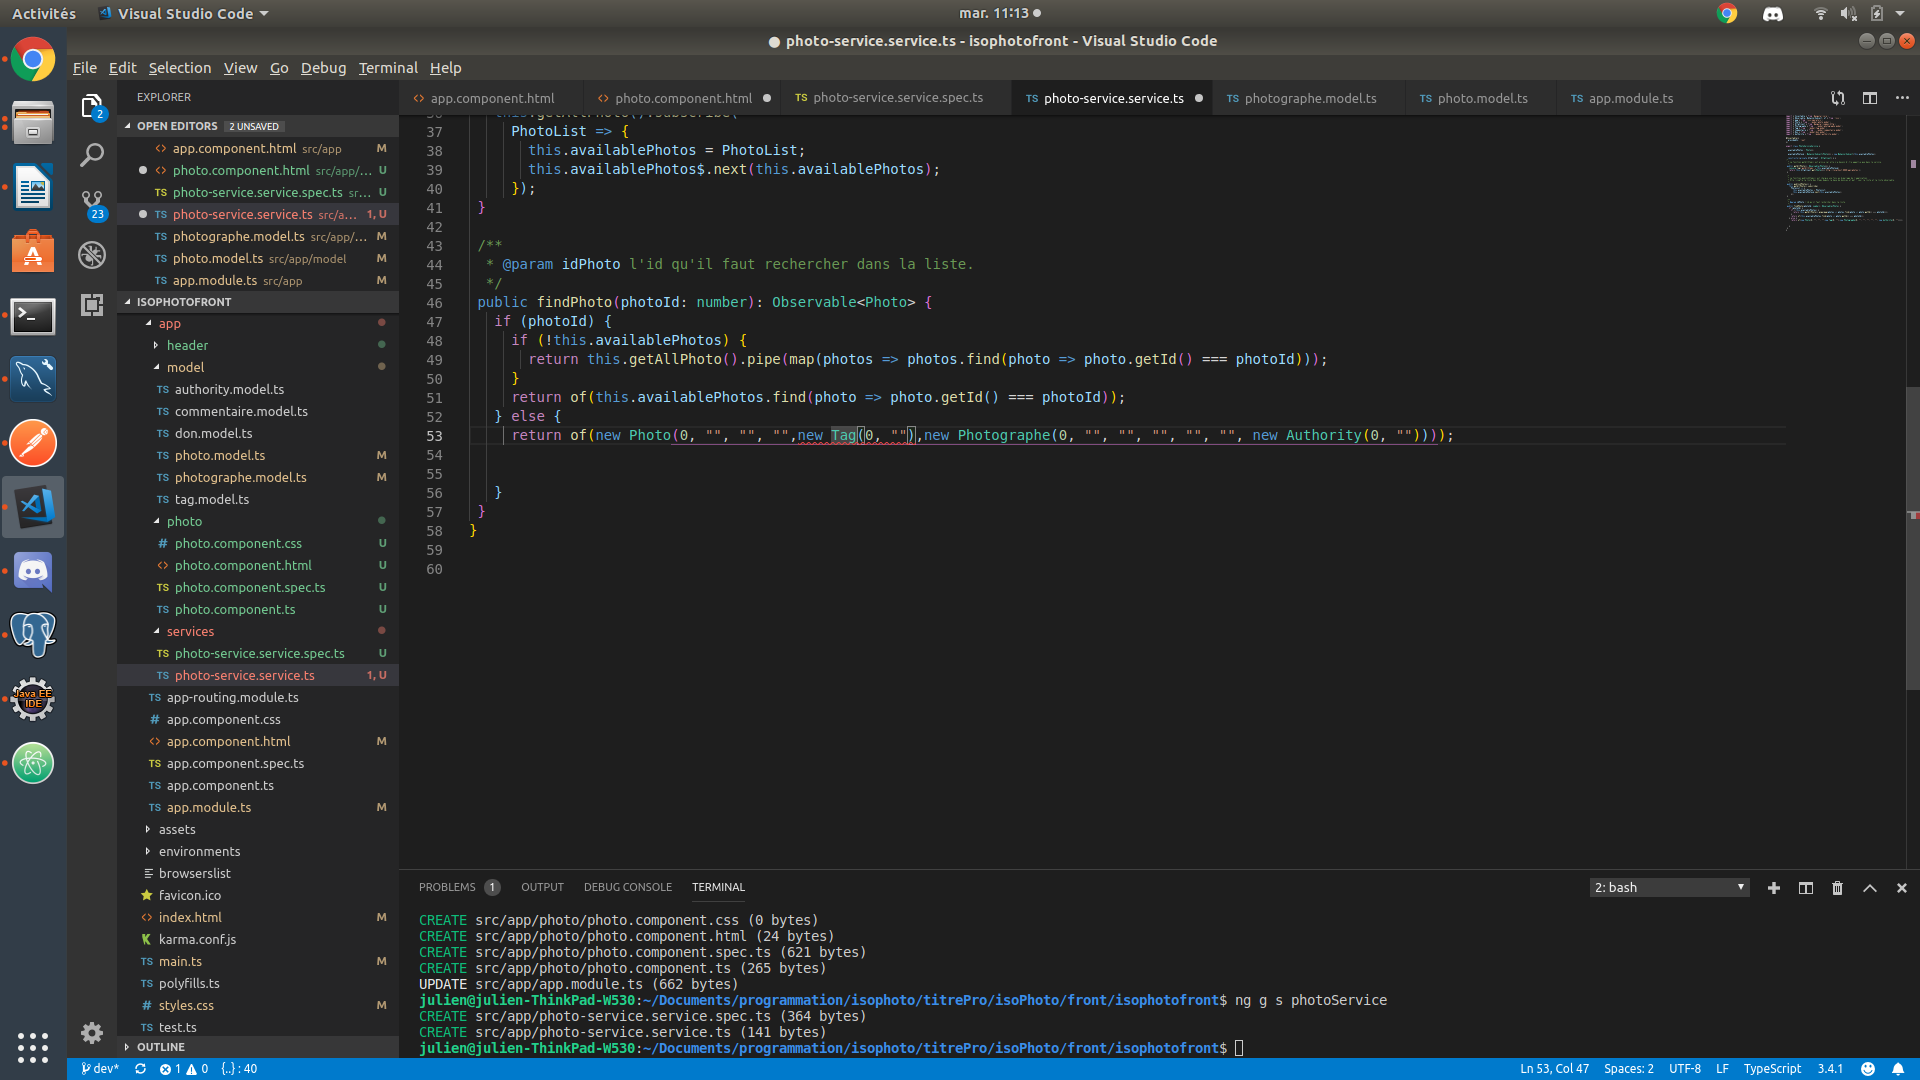 Activités
Visual Studio Code
mar. 11:13
photo-service.service.ts - isophotofront - Visual Studio Code
File Edit Selection View Go Debug Terminal Help
EXPLORER
OPEN EDITORS 2 UNSAVED
app.component.html src/app M
photo.component.html src/app/... U
photo-service.service.spec.ts sr... U
photo-service.service.ts src/a... 1, U
photographe.model.ts src/app/... M
photo.model.ts src/app/model M
app.module.ts src/app M
ISOPHOTOFRONT
app
header
model
authority.model.ts
commentaire.model.ts
don.model.ts
photo.model.ts M
photographe.model.ts M
tag.model.ts
photo
photo.component.css U
photo.component.html U
photo.component.spec.ts U
photo.component.ts U
services
photo-service.service.spec.ts U
photo-service.service.ts 1, U
app-routing.module.ts
app.component.css
app.component.html M
app.component.spec.ts
app.component.ts
app.module.ts M
assets
environments
browserslist
favicon.ico
index.html M
karma.conf.js
main.ts M
polyfills.ts
styles.css M
test.ts
OUTLINE
2
23
app.component.html
photo.component.html
photo-service.service.spec.ts
photo-service.service.ts
photographe.model.ts
photo.model.ts
app.module.ts
36 this.getAllPhoto().subscribe(
37 PhotoList => {
38 this.availablePhotos = PhotoList;
39 this.availablePhotos$.next(this.availablePhotos);
40 });
41 }
42
43 /**
44 * @param idPhoto l'id qu'il faut rechercher dans la liste.
45 */
46 public findPhoto(photoId: number): Observable<Photo> {
47 if (photoId) {
48 if (!this.availablePhotos) {
49 return this.getAllPhoto().pipe(map(photos => photos.find(photo => photo.getId() === photoId)));
50 }
51 return of(this.availablePhotos.find(photo => photo.getId() === photoId));
52 } else {
53 return of(new Photo(0, "", "", "",new Tag(0, ""),new Photographe(0, "", "", "", "", "", new Authority(0, ""))));
54
55
56 }
57 }
58 }
59
60
PROBLEMS 1 OUTPUT DEBUG CONSOLE TERMINAL
2: bash
CREATE src/app/photo/photo.component.css (0 bytes)
CREATE src/app/photo/photo.component.html (24 bytes)
CREATE src/app/photo/photo.component.spec.ts (621 bytes)
CREATE src/app/photo/photo.component.ts (265 bytes)
UPDATE src/app/app.module.ts (662 bytes)
julien@julien-ThinkPad-W530:~/Documents/programmation/isophoto/titrePro/isoPhoto/front/isophotofront$ ng g s photoService
CREATE src/app/photo-service.service.spec.ts (364 bytes)
CREATE src/app/photo-service.service.ts (141 bytes)
julien@julien-ThinkPad-W530:~/Documents/programmation/isophoto/titrePro/isoPhoto/front/isophotofront$
dev* 1 0 {..} : 40
Ln 53, Col 47 Spaces: 2 UTF-8 LF TypeScript 3.4.1
Java EE
IDE